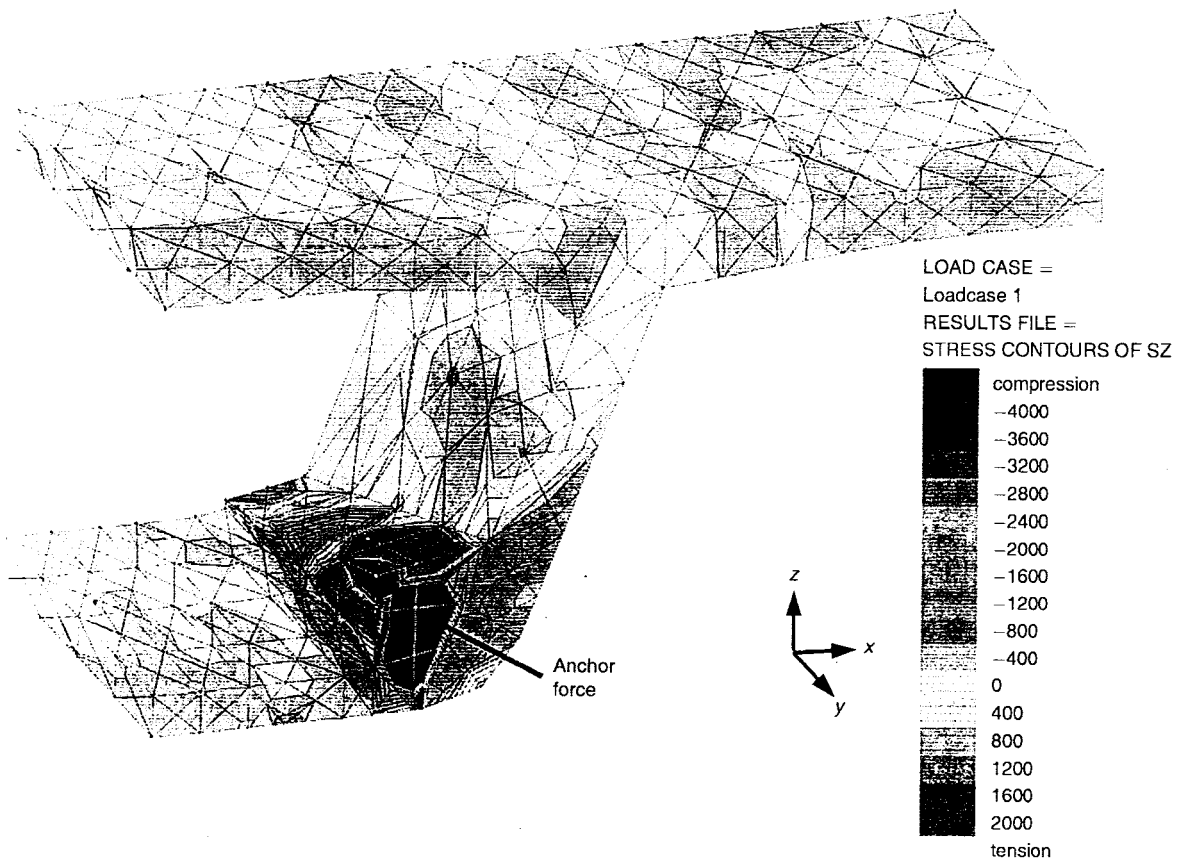 LOAD CASE =
Loadcase 1
RESULTS FILE =
STRESS CONTOURS OF SZ
compression
−4000
−3600
−3200
−2800
−2400
−2000
−1600
−1200
−800
−400
0
400
800
1200
1600
2000
tension
z
x
y
Anchor
force